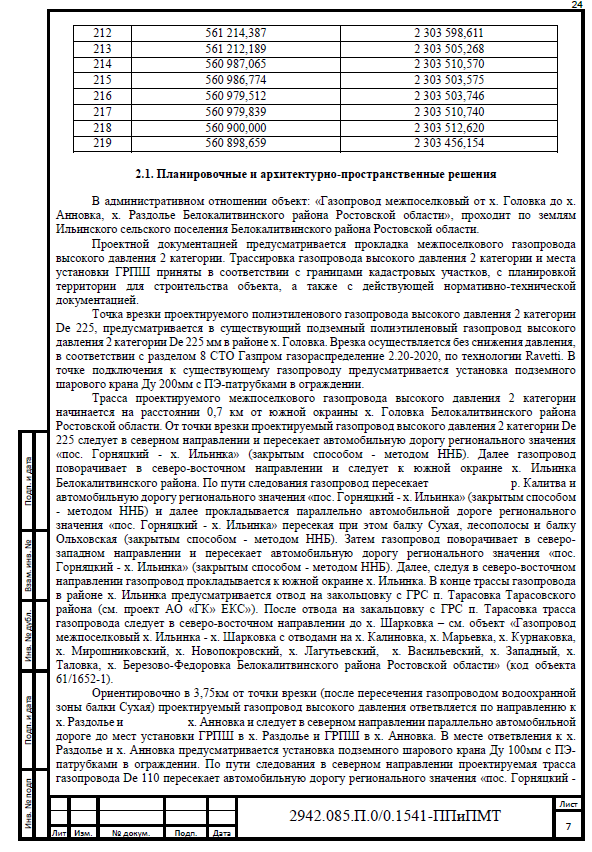 24
212 561 214,387 2 303 598,611
213 561 212,189 2 303 505,268
214 560 987,065 2 303 510,570
215 560 986,774 2 303 503,575
216 560 979,512 2 303 503,746
217 560 979,839 2 303 510,740
218 560 900,000 2 303 512,620
219 560 898,659 2 303 456,154
2.1. Планировочные и архитектурно-пространственные решения
В административном отношении объект: «Газопровод межпоселковый от х. Головка до х.
Анновка, х. Раздолье Белокалитвинского района Ростовской области», проходит по землям
Ильинского сельского поселения Белокалитвинского района Ростовской области.
Проектной документацией предусматривается прокладка межпоселкового газопровода
высокого давления 2 категории. Трассировка газопровода высокого давления 2 категории и места
установки ГРПШ приняты в соответствии с границами кадастровых участков, с планировкой
территории для строительства объекта, а также с действующей нормативно-технической
документацией.
Точка врезки проектируемого полиэтиленового газопровода высокого давления 2 категории
De 225, предусматривается в существующий подземный полиэтиленовый газопровод высокого
давления 2 категории De 225 мм в районе х. Головка. Врезка осуществляется без снижения давления,
в соответствии с разделом 8 СТО Газпром газораспределение 2.20-2020, по технологии Ravetti. В
точке подключения к существующему газопроводу предусматривается установка подземного
шарового крана Ду 200мм с ПЭ-патрубками в ограждении.
Трасса проектируемого межпоселкового газопровода высокого давления 2 категории
начинается на расстоянии 0,7 км от южной окраины х. Головка Белокалитвинского района
Ростовской области. От точки врезки проектируемый газопровод высокого давления 2 категории De
225 следует в северном направлении и пересекает автомобильную дорогу регионального значения
«пос. Горняцкий - х. Ильинка» (закрытым способом - методом ННБ). Далее газопровод
поворачивает в северо-восточном направлении и следует к южной окраине х. Ильинка
Белокалитвинского района. По пути следования газопровод пересекает р. Калитва и
автомобильную дорогу регионального значения «пос. Горняцкий - х. Ильинка» (закрытым способом
- методом ННБ) и далее прокладывается параллельно автомобильной дороге регионального
значения «пос. Горняцкий - х. Ильинка» пересекая при этом балку Сухая, лесополосы и балку
Ольховская (закрытым способом - методом ННБ). Затем газопровод поворачивает в северо-
западном направлении и пересекает автомобильную дорогу регионального значения «пос.
Горняцкий - х. Ильинка» (закрытым способом - методом ННБ). Далее, следуя в северо-восточном
направлении газопровод прокладывается к южной окраине х. Ильинка. В конце трассы газопровода
в районе х. Ильинка предусматривается отвод на закольцовку с ГРС п. Тарасовка Тарасовского
района (см. проект АО «ГК» ЕКС»). После отвода на закальцовку с ГРС п. Тарасовка трасса
газопровода следует в северо-восточном направлении до х. Шарковка – см. объект «Газопровод
межпоселковый х. Ильинка - х. Шарковка с отводами на х. Калиновка, х. Марьевка, х. Курнаковка,
х. Мирошниковский, х. Новопокровский, х. Лагутьевский, х. Васильевский, х. Западный, х.
Таловка, х. Березово-Федоровка Белокалитвинского района Ростовской области» (код объекта
61/1652-1).
Ориентировочно в 3,75км от точки врезки (после пересечения газопроводом водоохранной
зоны балки Сухая) проектируемый газопровод высокого давления ответвляется по направлению к
х. Раздолье и х. Анновка и следует в северном направлении параллельно автомобильной
дороге до мест установки ГРПШ в х. Раздолье и ГРПШ в х. Анновка. В месте ответвления к х.
Раздолье и х. Анновка предусматривается установка подземного шарового крана Ду 100мм с ПЭ-
патрубками в ограждении. По пути следования в северном направлении проектируемая трасса
газопровода De 110 пересекает автомобильную дорогу регионального значения «пос. Горняцкий -
Подп. и дата
Взам. инв. №
Инв. № дубл.
Подп. и дата
Инв. № подл
Лит Изм. № докум. Подп. Дата
2942.085.П.0/0.1541-ППиПМТ
Лист
7